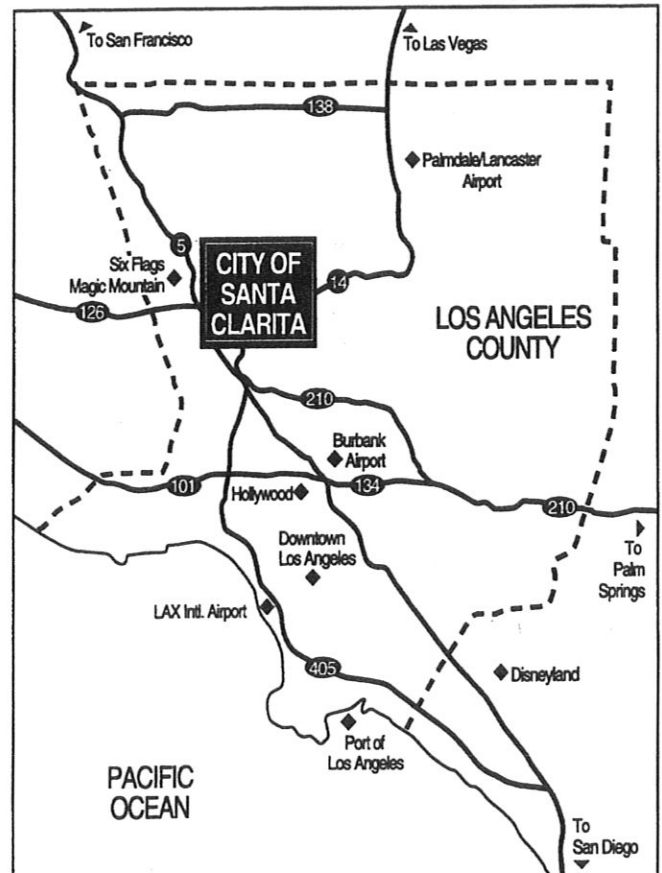 To San Francisco
To Las Vegas
138
Palmdale/Lancaster
Airport
5
Six Flags
Magic Mountain
CITY OF
SANTA
CLARITA
14
126
LOS ANGELES
COUNTY
210
Burbank
Airport
101
134
Hollywood
210
Downtown
Los Angeles
To
Palm
Springs
LAX Intl. Airport
405
Disneyland
Port of
Los Angeles
PACIFIC
OCEAN
To
San Diego